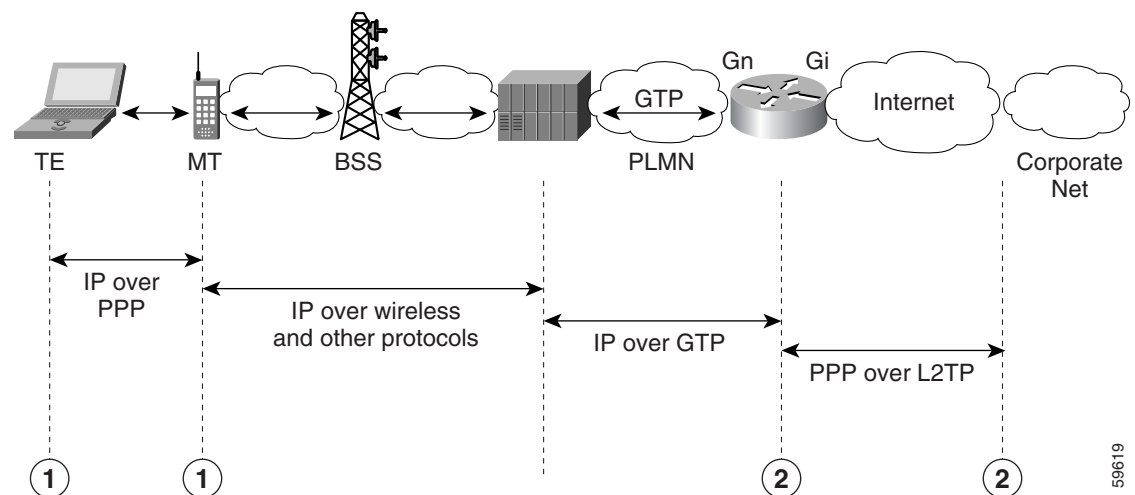 Gn
Gi
GTP
Internet
TE
MT
BSS
PLMN
Corporate
Net
IP over
PPP
IP over wireless
and other protocols
IP over GTP
PPP over L2TP
1
1
2
2
59619